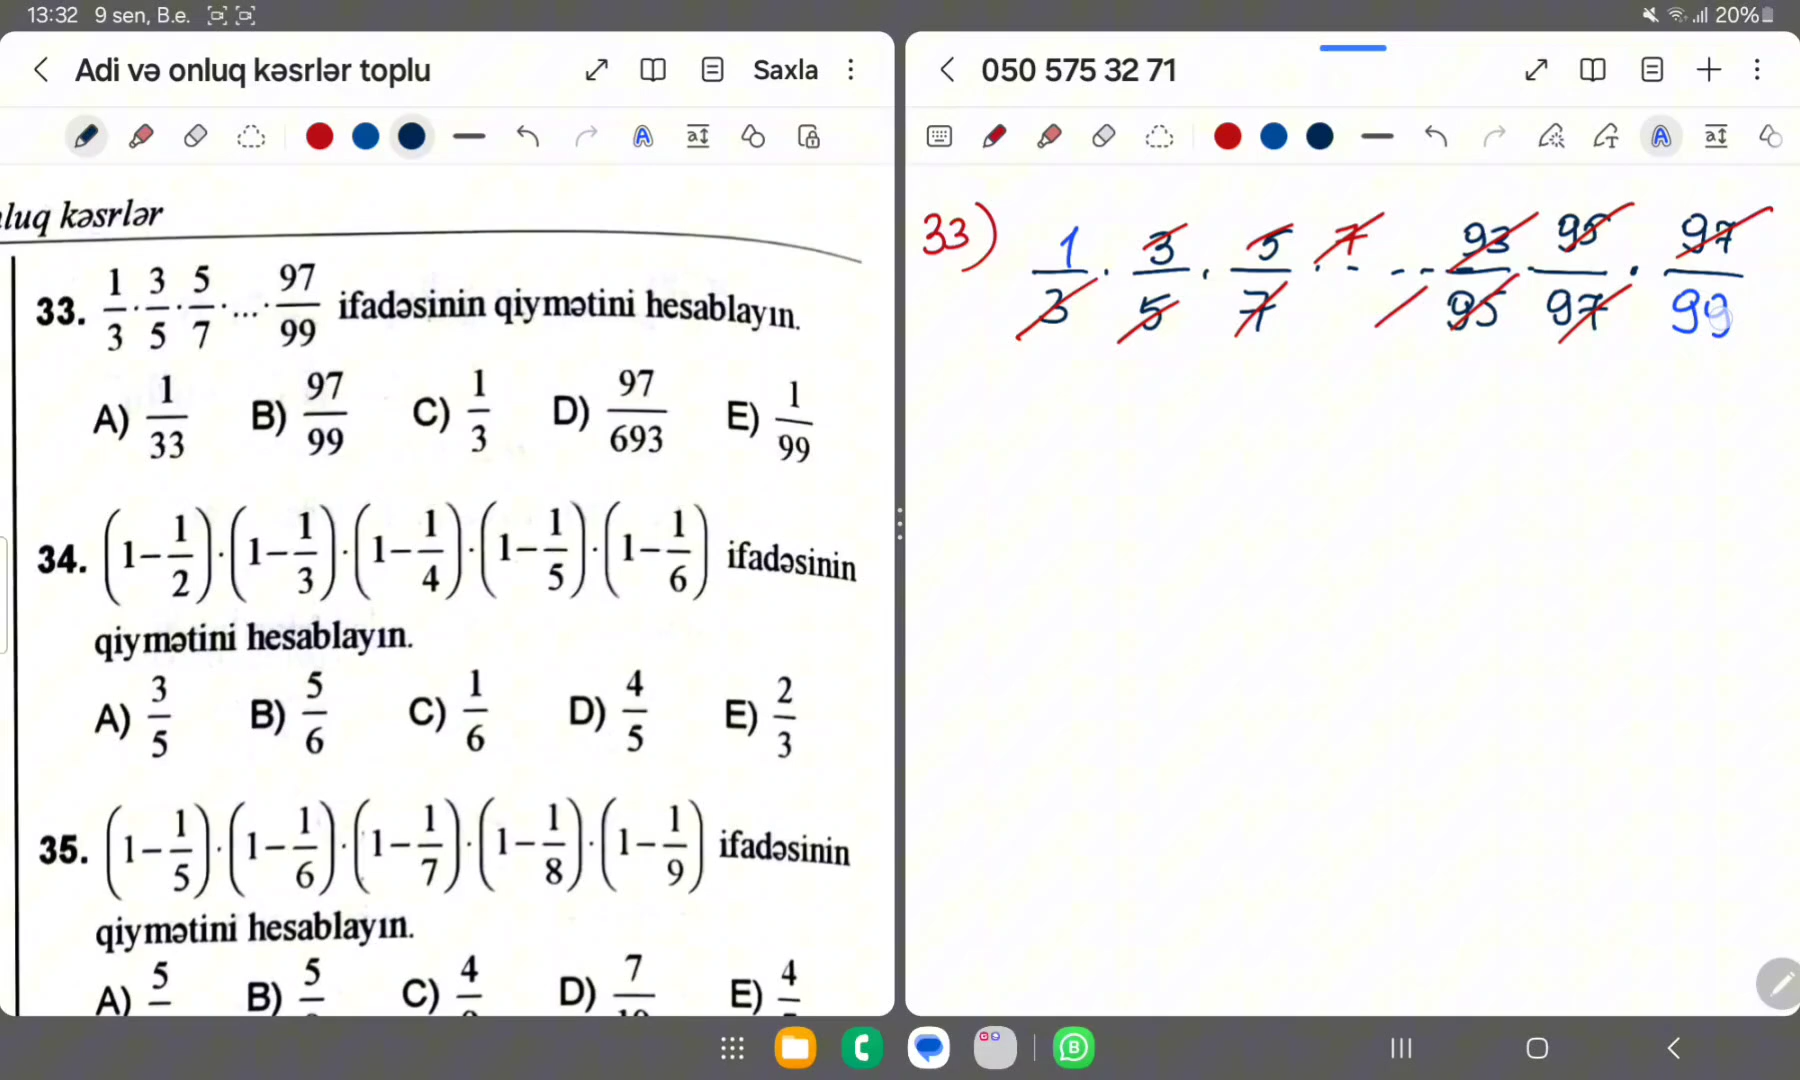 13:32 9 sen, B.e. 20%
Adi və onluq kəsrlər toplu Saxla
luq kəsrlər
33. 1/3 · 3/5 · 5/7 · ... · 97/99 ifadəsinin qiymətini hesablayın.
A) 1/33 B) 97/99 C) 1/3 D) 97/693 E) 1/99
34. (1−1/2)·(1−1/3)·(1−1/4)·(1−1/5)·(1−1/6) ifadəsinin
qiymətini hesablayın.
A) 3/5 B) 5/6 C) 1/6 D) 4/5 E) 2/3
35. (1−1/5)·(1−1/6)·(1−1/7)·(1−1/8)·(1−1/9) ifadəsinin
qiymətini hesablayın.
A) 5 B) 5 C) 4 D) 7 E) 4
050 575 32 71
33) 1/3 · 3/5 · 5/7 · 7 ... 93/95 · 95/97 · 97/99